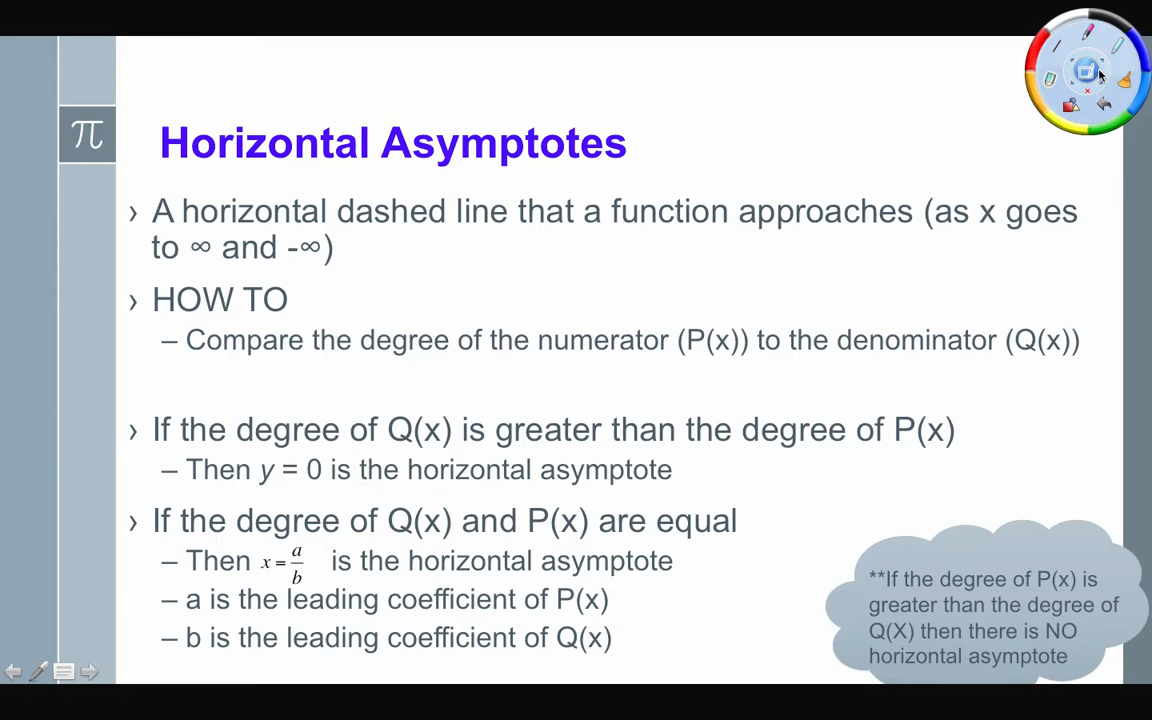 π
Horizontal Asymptotes
› A horizontal dashed line that a function approaches (as x goes
to ∞ and -∞)
› HOW TO
– Compare the degree of the numerator (P(x)) to the denominator (Q(x))
› If the degree of Q(x) is greater than the degree of P(x)
– Then y = 0 is the horizontal asymptote
› If the degree of Q(x) and P(x) are equal
– Then x = a/b is the horizontal asymptote
– a is the leading coefficient of P(x)
– b is the leading coefficient of Q(x)
**If the degree of P(x) is
greater than the degree of
Q(X) then there is NO
horizontal asymptote